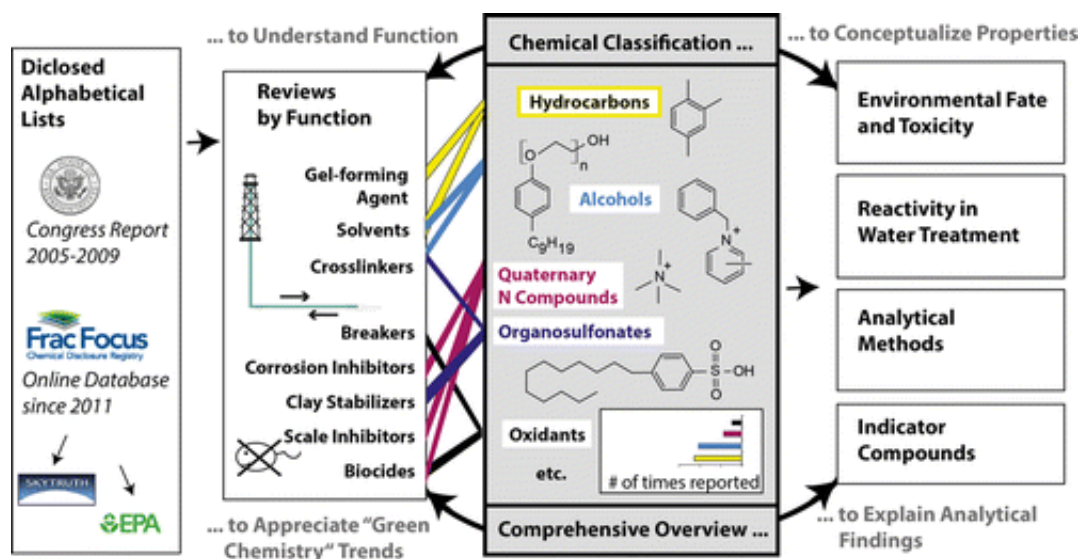 ... to Understand Function
Chemical Classification ...
... to Conceptualize Properties
Diclosed
Alphabetical
Lists
Congress Report
2005-2009
Frac Focus
Chemical Disclosure Registry
Online Database
since 2011
SKYTRUTH
EPA
Reviews
by Function
Gel-forming
Agent
Solvents
Crosslinkers
Breakers
Corrosion Inhibitors
Clay Stabilizers
Scale Inhibitors
Biocides
... to Appreciate "Green
Chemistry" Trends
Hydrocarbons
OH
O
n
C9H19
Alcohols
N
+
Quaternary
N Compounds
N
+
Organosulfonates
O
S
OH
O
Oxidants
etc.
# of times reported
Comprehensive Overview ...
Environmental Fate
and Toxicity
Reactivity in
Water Treatment
Analytical
Methods
Indicator
Compounds
... to Explain Analytical
Findings